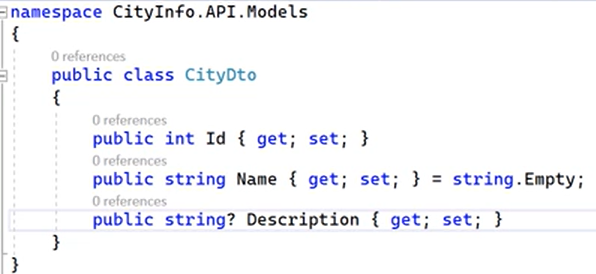 namespace CityInfo.API.Models
{
0 references
public class CityDto
{
0 references
public int Id { get; set; }
0 references
public string Name { get; set; } = string.Empty;
0 references
public string? Description { get; set; }
}
}